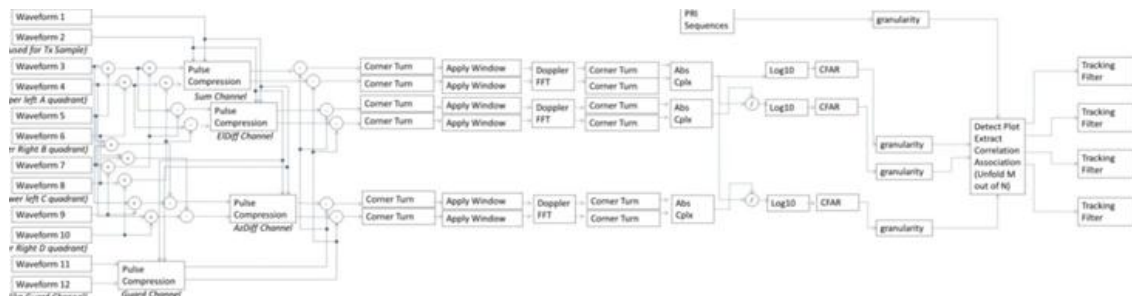 Waveform 1
Waveform 2
used for Tx Sample)
Waveform 3
Waveform 4
per left A quadrant)
Waveform 5
Waveform 6
r Right B quadrant)
Waveform 7
Waveform 8
wer left C quadrant)
Waveform 9
Waveform 10
r Right D quadrant)
Waveform 11
Waveform 12
Guard Channel)
Pulse
Compression
Sum Channel
Pulse
Compression
ElDiff Channel
Pulse
Compression
AzDiff Channel
Pulse
Compression
Guard Channel
Corner Turn
Corner Turn
Corner Turn
Corner Turn
Corner Turn
Corner Turn
Apply Window
Apply Window
Apply Window
Apply Window
Apply Window
Apply Window
Doppler
FFT
Doppler
FFT
Doppler
FFT
Corner Turn
Corner Turn
Corner Turn
Corner Turn
Corner Turn
Corner Turn
Abs
Cplx
Abs
Cplx
Abs
Cplx
PRI
Sequences
Log10
CFAR
Log10
CFAR
Log10
CFAR
granularity
granularity
granularity
granularity
Detect Plot
Extract
Correlation
Association
(Unfold M
out of N)
Tracking
Filter
Tracking
Filter
Tracking
Filter
Tracking
Filter